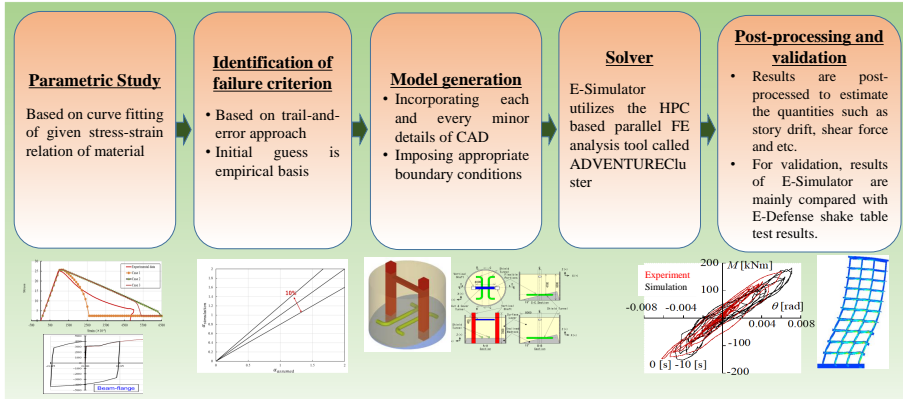 Parametric Study
Based on curve fitting
of given stress-strain
relation of material
Identification of
failure criterion
• Based on trail-and-
error approach
• Initial guess is
empirical basis
Model generation
• Incorporating each
and every minor
details of CAD
• Imposing appropriate
boundary conditions
Solver
E-Simulator
utilizes the HPC
based parallel FE
analysis tool called
ADVENTUREClu
ster
Post-processing and
validation
• Results are post-
processed to estimate
the quantities such as
story drift, shear force
and etc.
• For validation, results
of E-Simulator are
mainly compared with
E-Defense shake table
test results.
Beam-flange
10%
Experiment
Simulation
M [kNm]
200
100
-0.008 -0.004
θ [rad]
0.004 0.008
-100
0 [s] -10 [s]
-200